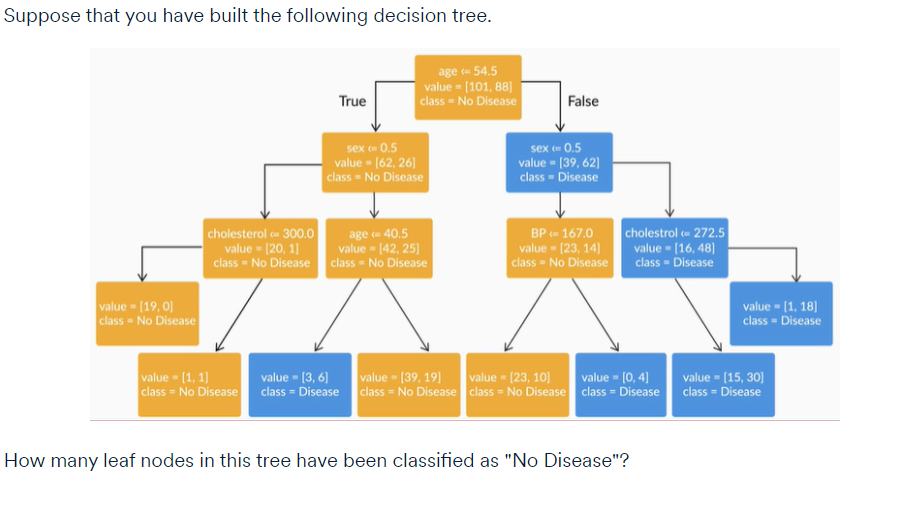 Suppose that you have built the following decision tree.
age <= 54.5
value = [101, 88]
class = No Disease
True
False
sex <= 0.5
value = [62, 26]
class = No Disease
sex <= 0.5
value = [39, 62]
class = Disease
cholesterol <= 300.0
value = [20, 1]
class = No Disease
age <= 40.5
value = [42, 25]
class = No Disease
BP <= 167.0
value = [23, 14]
class = No Disease
cholestrol <= 272.5
value = [16, 48]
class = Disease
value = [19, 0]
class = No Disease
value = [1, 18]
class = Disease
value = [1, 1]
class = No Disease
value = [3, 6]
class = Disease
value = [39, 19]
class = No Disease
value = [23, 10]
class = No Disease
value = [0, 4]
class = Disease
value = [15, 30]
class = Disease
How many leaf nodes in this tree have been classified as "No Disease"?